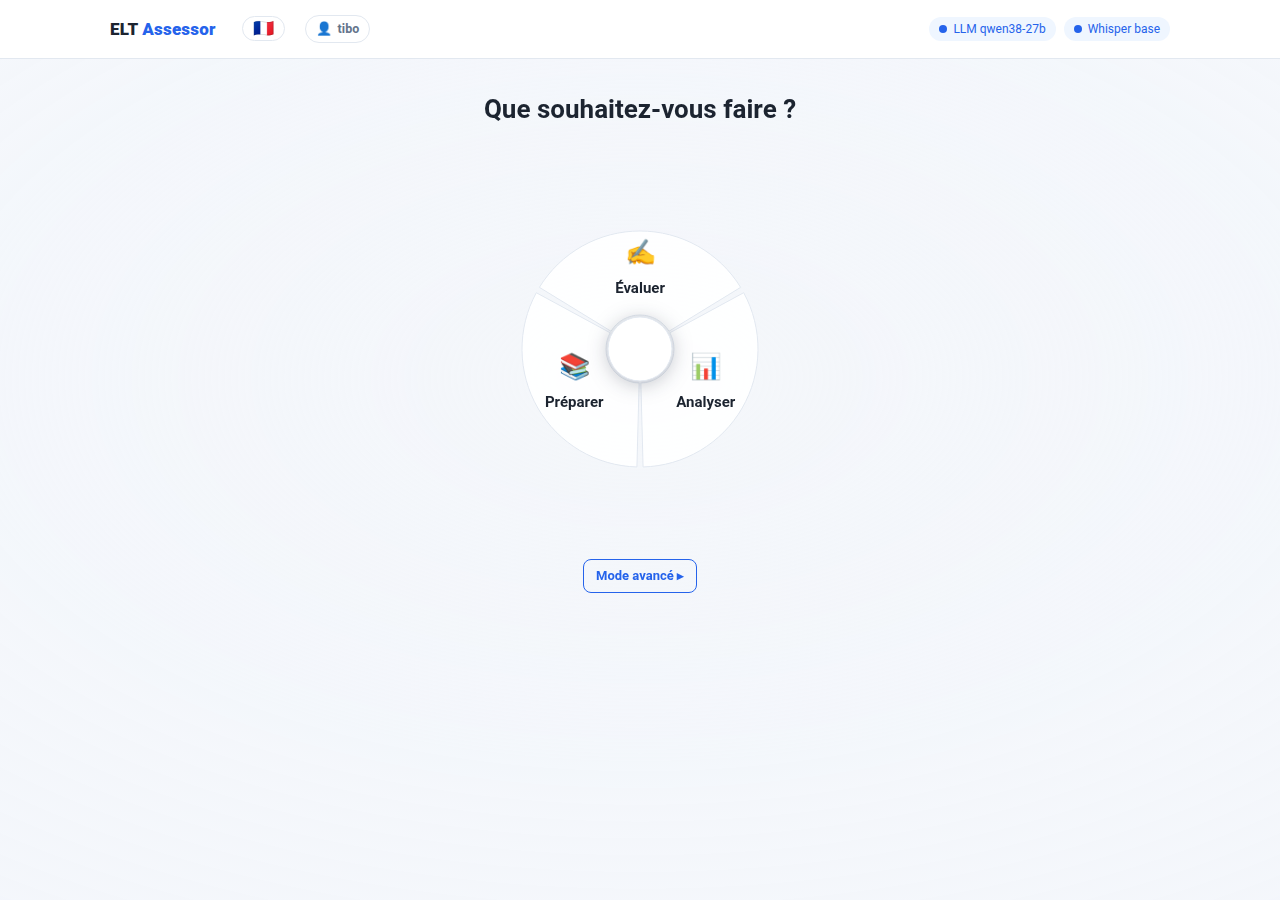 ELT Assessor
tibo
LLM qwen38-27b
Whisper base
Que souhaitez-vous faire ?
Évaluer
Préparer
Analyser
Mode avancé ▸